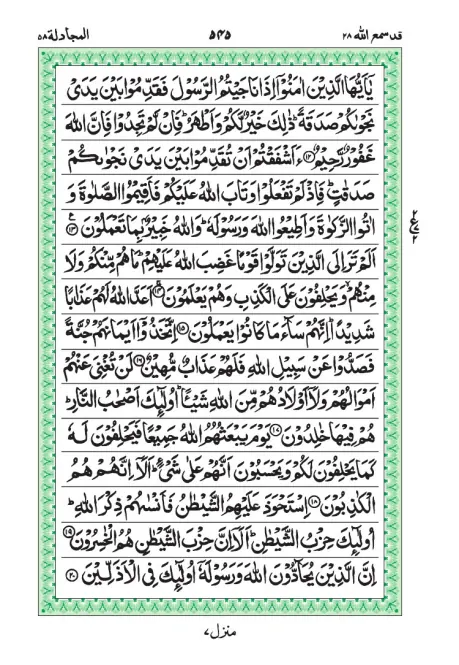 قد سمع الله ٢٨ ٥٤٥ المجادلة ٥٨
يٰٓاَيُّهَا الَّذِيْنَ اٰمَنُوْٓا اِذَا نَاجَيْتُمُ الرَّسُوْلَ فَقَدِّمُوْا بَيْنَ يَدَيْ
نَجْوٰىكُمْ صَدَقَةً ؕ ذٰلِكَ خَيْرٌ لَّكُمْ وَاَطْهَرُ ؕ فَاِنْ لَّمْ تَجِدُوْا فَاِنَّ اللّٰهَ
غَفُوْرٌ رَّحِيْمٌ ﴿١٢﴾ ءَاَشْفَقْتُمْ اَنْ تُقَدِّمُوْا بَيْنَ يَدَيْ نَجْوٰىكُمْ
صَدَقٰتٍ ؕ فَاِذْ لَمْ تَفْعَلُوْا وَتَابَ اللّٰهُ عَلَيْكُمْ فَاَقِيْمُوا الصَّلٰوةَ وَ
اٰتُوا الزَّكٰوةَ وَاَطِيْعُوا اللّٰهَ وَرَسُوْلَهٗ ؕ وَاللّٰهُ خَبِيْرٌۢ بِمَا تَعْمَلُوْنَ ﴿١٣﴾
اَلَمْ تَرَ اِلَى الَّذِيْنَ تَوَلَّوْا قَوْمًا غَضِبَ اللّٰهُ عَلَيْهِمْ ؕ مَا هُمْ مِّنْكُمْ وَلَا
مِنْهُمْ ۙ وَيَحْلِفُوْنَ عَلَى الْكَذِبِ وَهُمْ يَعْلَمُوْنَ ﴿١٤﴾ اَعَدَّ اللّٰهُ لَهُمْ عَذَابًا
شَدِيْدًا ؕ اِنَّهُمْ سَآءَ مَا كَانُوْا يَعْمَلُوْنَ ﴿١٥﴾ اِتَّخَذُوْٓا اَيْمَانَهُمْ جُنَّةً
فَصَدُّوْا عَنْ سَبِيْلِ اللّٰهِ فَلَهُمْ عَذَابٌ مُّهِيْنٌ ﴿١٦﴾ لَنْ تُغْنِيَ عَنْهُمْ
اَمْوَالُهُمْ وَلَآ اَوْلَادُهُمْ مِّنَ اللّٰهِ شَيْـًٔا ؕ اُولٰٓئِكَ اَصْحٰبُ النَّارِ ؕ
هُمْ فِيْهَا خٰلِدُوْنَ ﴿١٧﴾ يَوْمَ يَبْعَثُهُمُ اللّٰهُ جَمِيْعًا فَيَحْلِفُوْنَ لَهٗ
كَمَا يَحْلِفُوْنَ لَكُمْ وَيَحْسَبُوْنَ اَنَّهُمْ عَلٰى شَيْءٍ ؕ اَلَآ اِنَّهُمْ هُمُ
الْكٰذِبُوْنَ ﴿١٨﴾ اِسْتَحْوَذَ عَلَيْهِمُ الشَّيْطٰنُ فَاَنْسٰىهُمْ ذِكْرَ اللّٰهِ ؕ
اُولٰٓئِكَ حِزْبُ الشَّيْطٰنِ ؕ اَلَآ اِنَّ حِزْبَ الشَّيْطٰنِ هُمُ الْخٰسِرُوْنَ ﴿١٩﴾
اِنَّ الَّذِيْنَ يُحَآدُّوْنَ اللّٰهَ وَرَسُوْلَهٗٓ اُولٰٓئِكَ فِي الْاَذَلِّيْنَ ﴿٢٠﴾
منزل ٧